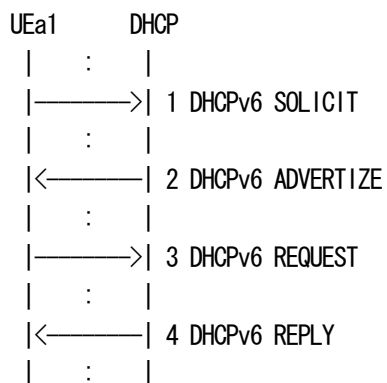 UEa1 DHCP
| : |
|--------->| 1 DHCPv6 SOLICIT
| : |
|<---------| 2 DHCPv6 ADVERTIZE
| : |
|--------->| 3 DHCPv6 REQUEST
| : |
|<---------| 4 DHCPv6 REPLY
| : |